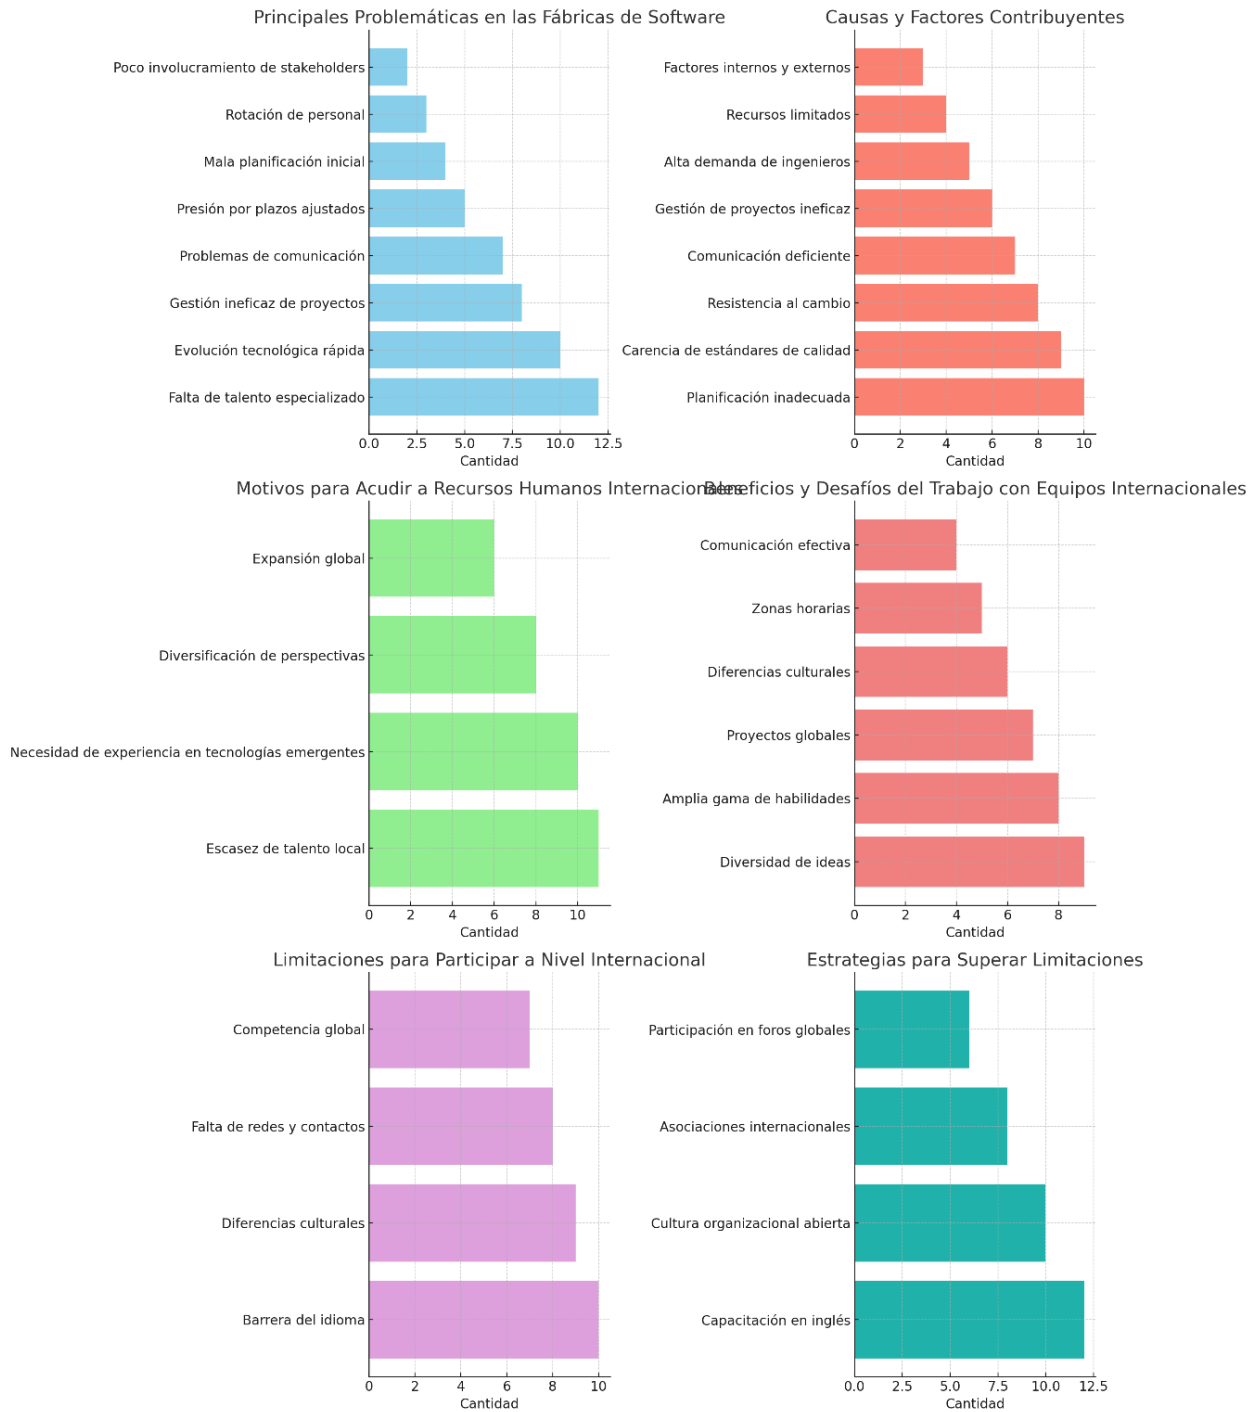 Principales Problemáticas en las Fábricas de Software
Poco involucramiento de stakeholders
Rotación de personal
Mala planificación inicial
Presión por plazos ajustados
Problemas de comunicación
Gestión ineficaz de proyectos
Evolución tecnológica rápida
Falta de talento especializado
0.0 2.5 5.0 7.5 10.0 12.5
Cantidad
Causas y Factores Contribuyentes
Factores internos y externos
Recursos limitados
Alta demanda de ingenieros
Gestión de proyectos ineficaz
Comunicación deficiente
Resistencia al cambio
Carencia de estándares de calidad
Planificación inadecuada
0 2 4 6 8 10
Cantidad
Motivos para Acudir a Recursos Humanos Internacionales
Expansión global
Diversificación de perspectivas
Necesidad de experiencia en tecnologías emergentes
Escasez de talento local
0 2 4 6 8 10
Cantidad
Beneficios y Desafíos del Trabajo con Equipos Internacionales
Comunicación efectiva
Zonas horarias
Diferencias culturales
Proyectos globales
Amplia gama de habilidades
Diversidad de ideas
0 2 4 6 8
Cantidad
Limitaciones para Participar a Nivel Internacional
Competencia global
Falta de redes y contactos
Diferencias culturales
Barrera del idioma
0 2 4 6 8 10
Cantidad
Estrategias para Superar Limitaciones
Participación en foros globales
Asociaciones internacionales
Cultura organizacional abierta
Capacitación en inglés
0.0 2.5 5.0 7.5 10.0 12.5
Cantidad